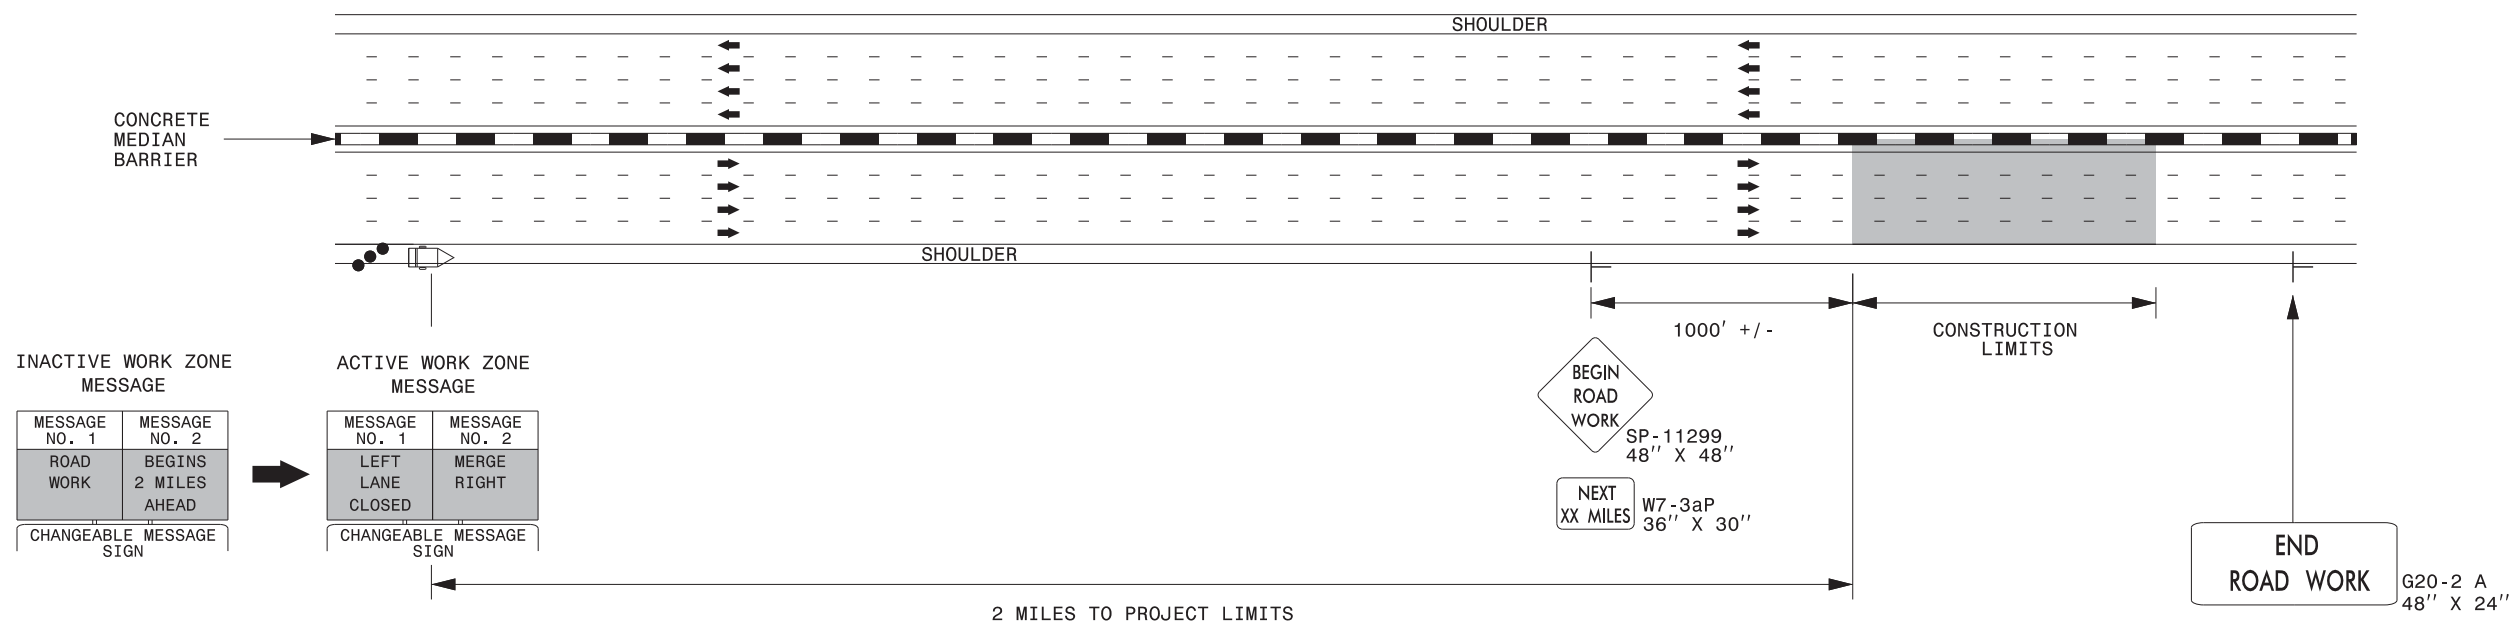 SHOULDER
CONCRETE
MEDIAN
BARRIER
SHOULDER
1000' +/-
CONSTRUCTION
LIMITS
INACTIVE WORK ZONE
MESSAGE
MESSAGE
NO. 1
MESSAGE
NO. 2
ROAD
WORK
BEGINS
2 MILES
AHEAD
CHANGEABLE MESSAGE
SIGN
ACTIVE WORK ZONE
MESSAGE
MESSAGE
NO. 1
MESSAGE
NO. 2
LEFT
LANE
CLOSED
MERGE
RIGHT
CHANGEABLE MESSAGE
SIGN
BEGIN
ROAD
WORK
SP-11299
48'' X 48''
NEXT
XX MILES
W7-3aP
36'' X 30''
END
ROAD WORK
G20-2 A
48'' X 24''
2 MILES TO PROJECT LIMITS